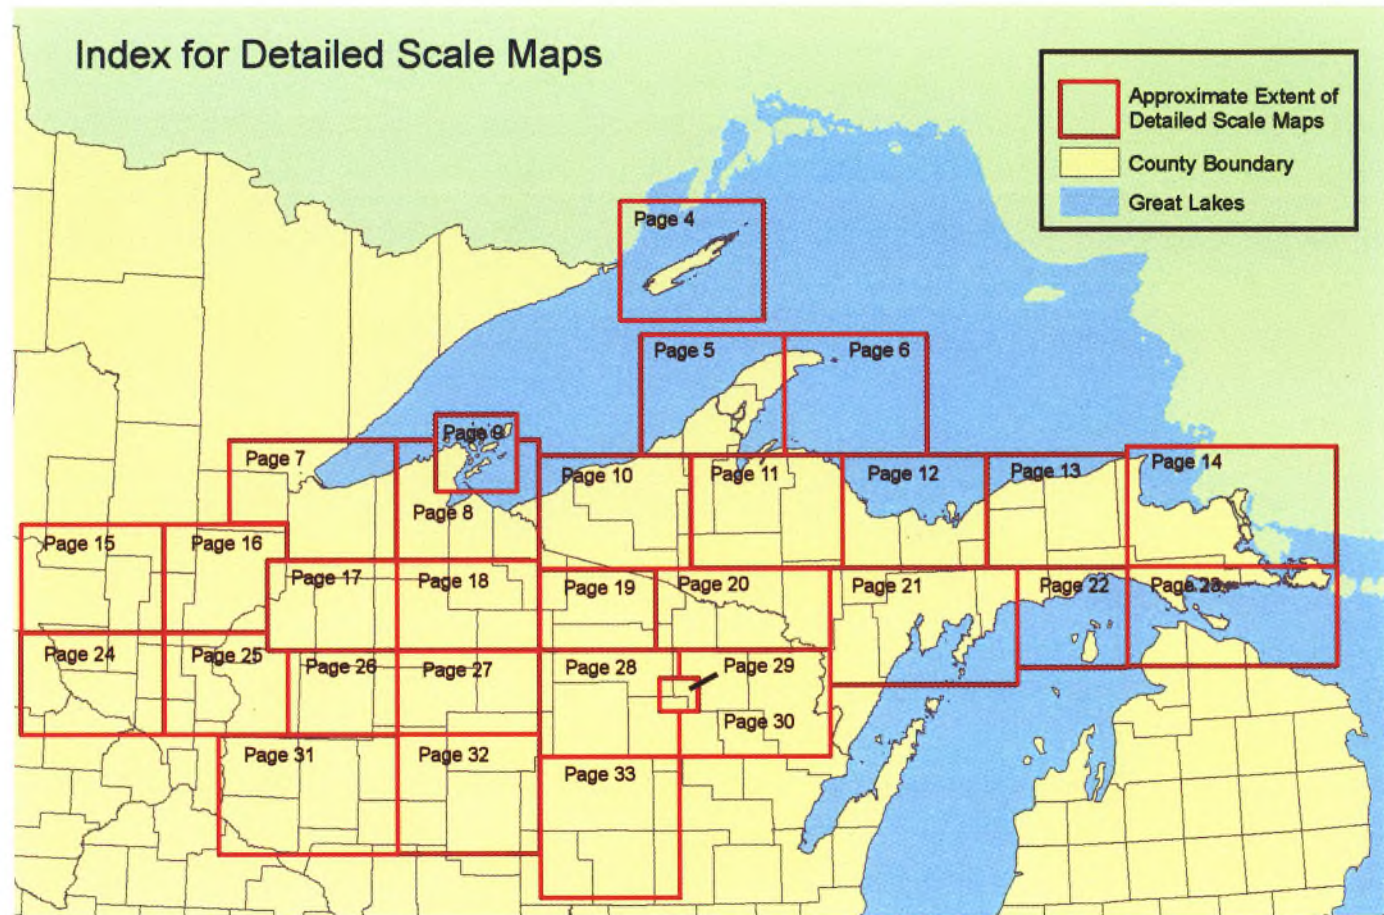 Index for Detailed Scale Maps
Approximate Extent of
Detailed Scale Maps
County Boundary
Great Lakes
Page 4
Page 5
Page 6
Page 9
Page 7
Page 8
Page 10
Page 11
Page 12
Page 13
Page 14
Page 15
Page 16
Page 17
Page 18
Page 19
Page 20
Page 21
Page 22
Page 23
Page 24
Page 25
Page 26
Page 27
Page 28
Page 29
Page 30
Page 31
Page 32
Page 33